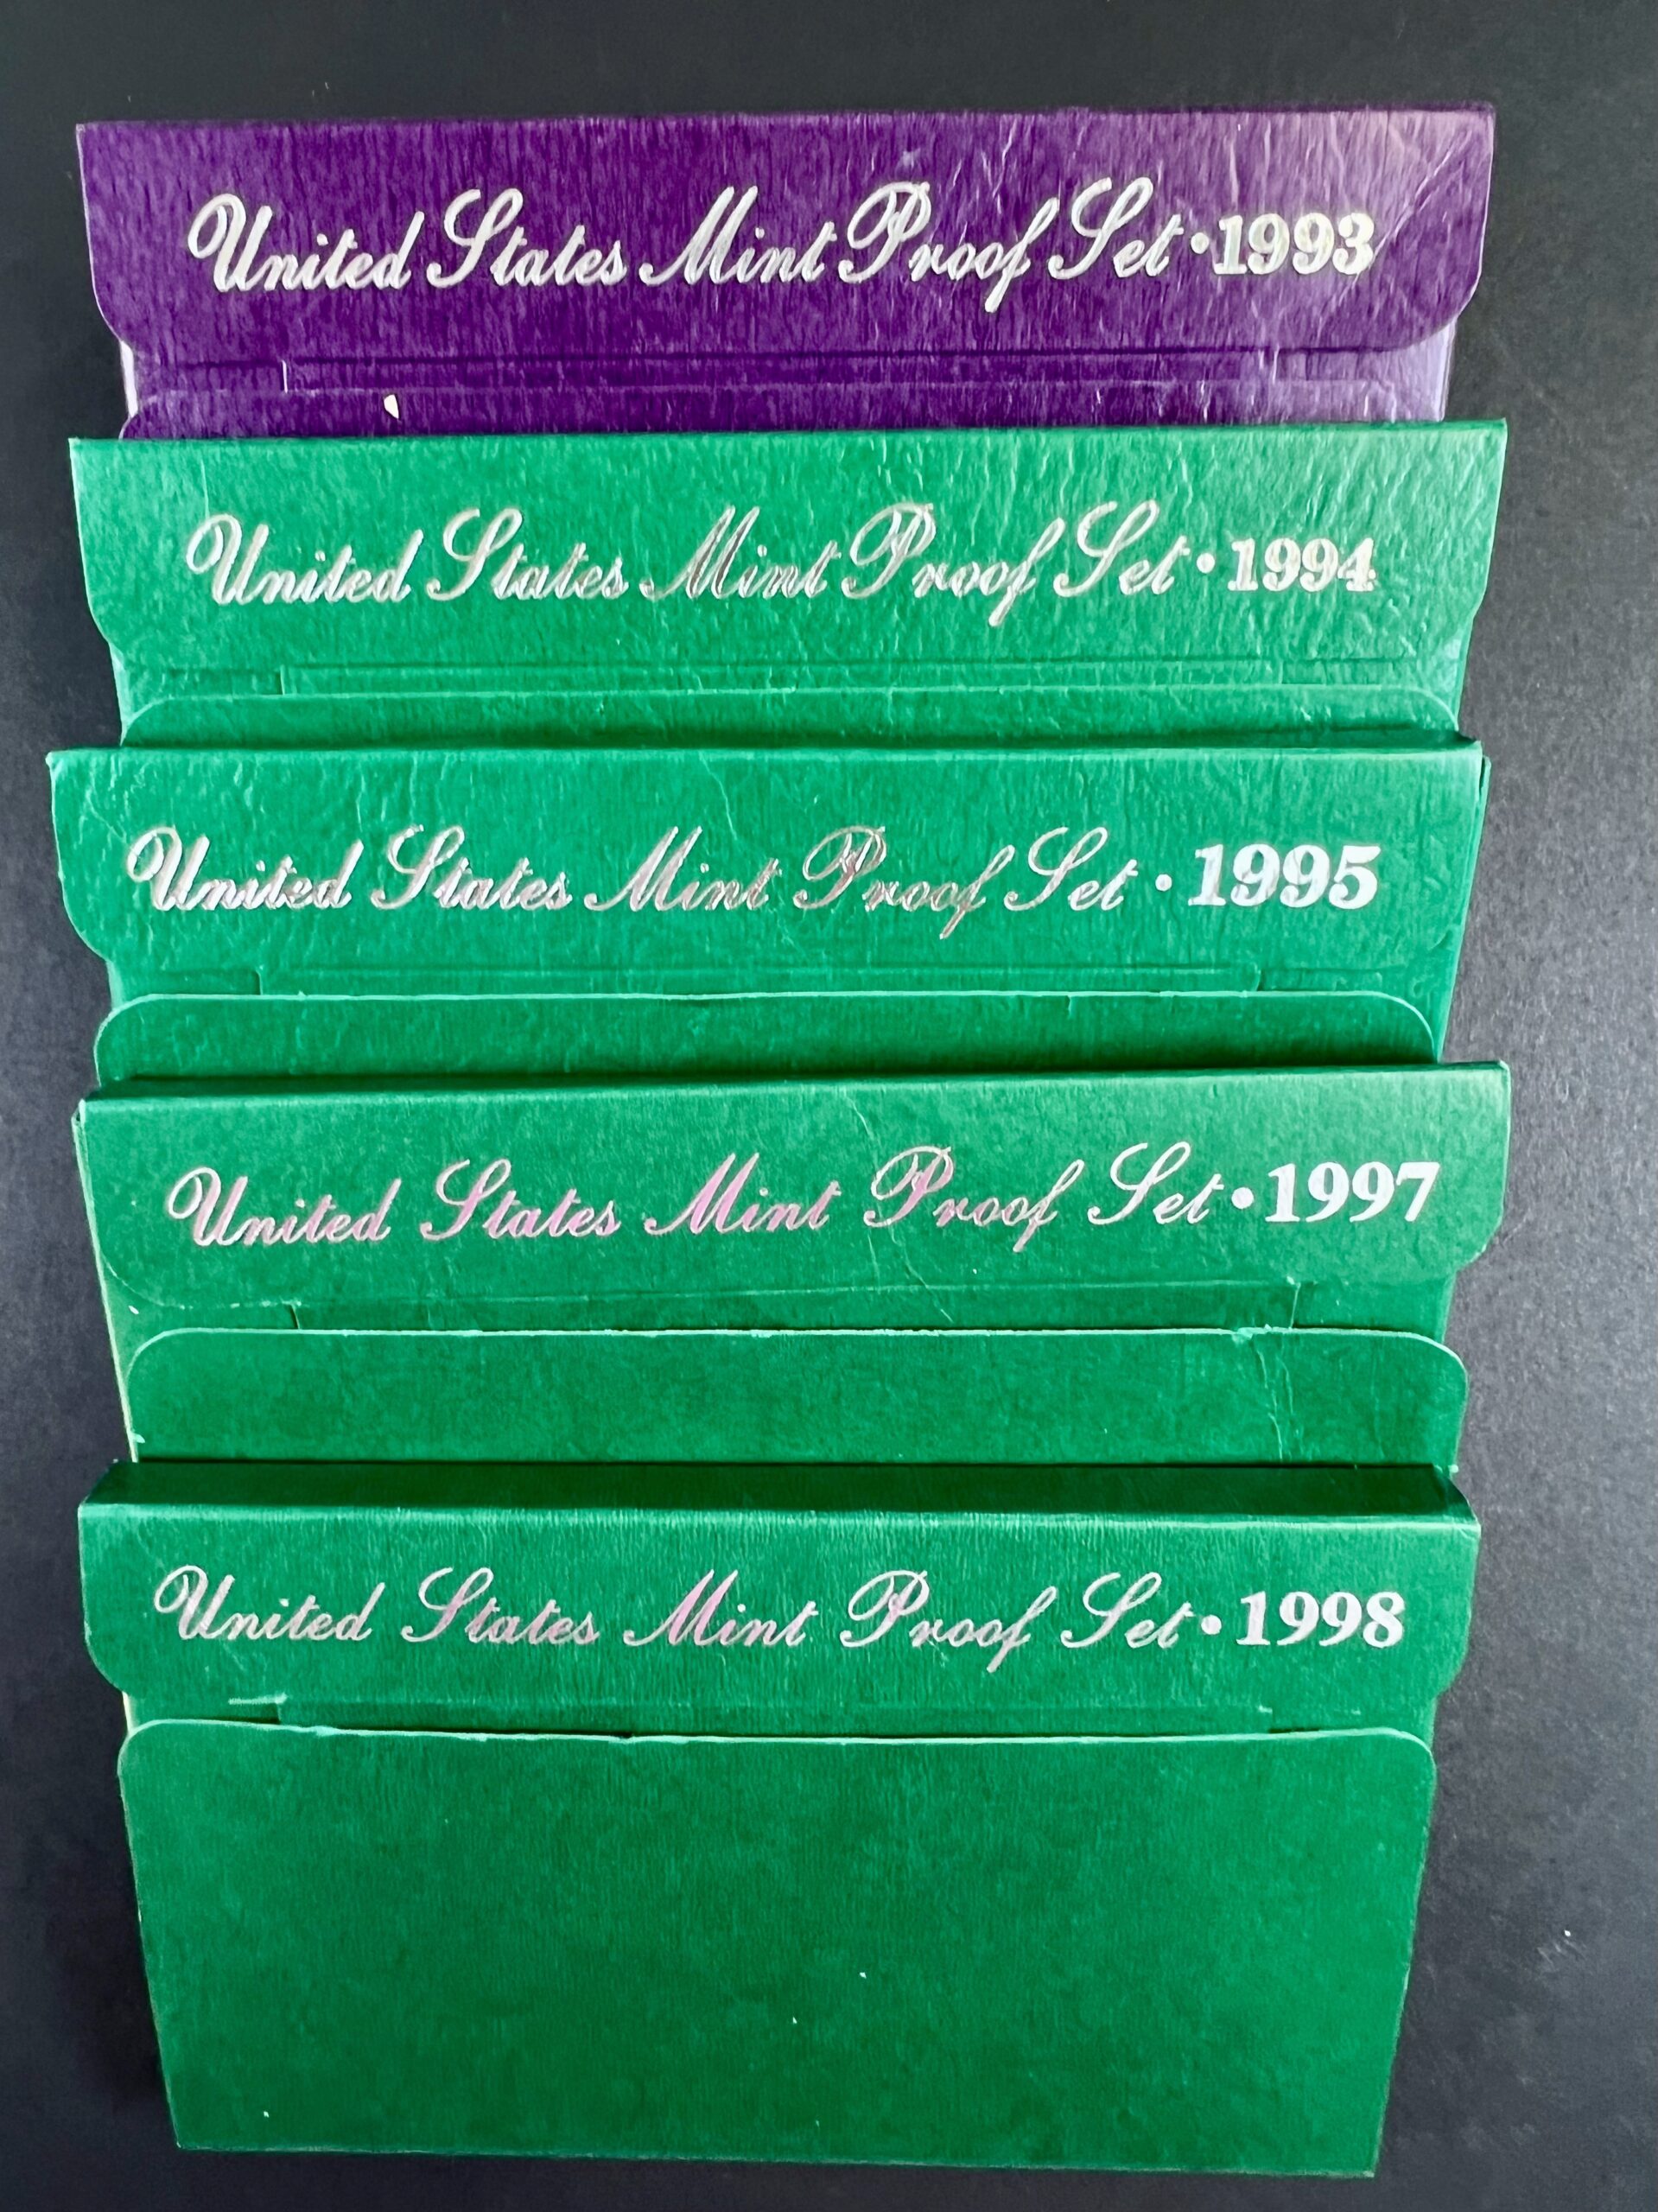 United States Mint Proof Set • 1993
United States Mint Proof Set • 1994
United States Mint Proof Set • 1995
United States Mint Proof Set • 1997
United States Mint Proof Set • 1998